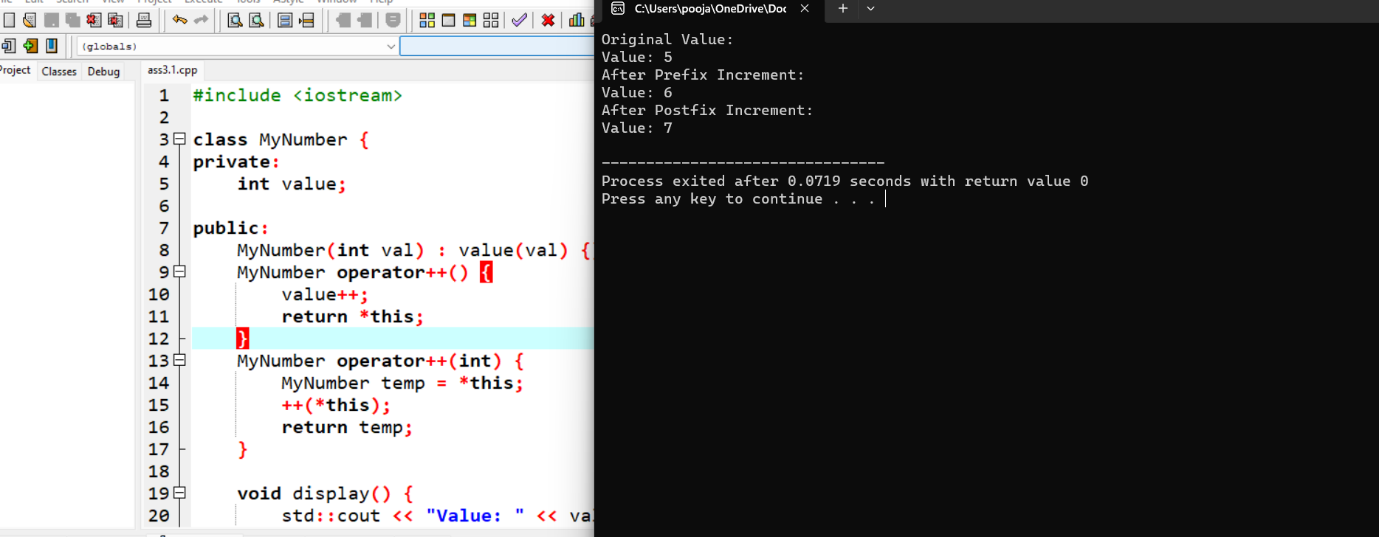 Project Classes Debug
(globals)
ass3.1.cpp
1 #include <iostream>
2
3 class MyNumber {
4 private:
5 int value;
6
7 public:
8 MyNumber(int val) : value(val) {
9 MyNumber operator++() {
10 value++;
11 return *this;
12 }
13 MyNumber operator++(int) {
14 MyNumber temp = *this;
15 ++(*this);
16 return temp;
17 }
18
19 void display() {
20 std::cout << "Value: " << val
C:\Users\pooja\OneDrive\Doc
Original Value:
Value: 5
After Prefix Increment:
Value: 6
After Postfix Increment:
Value: 7
--------------------------------
Process exited after 0.0719 seconds with return value 0
Press any key to continue . . .